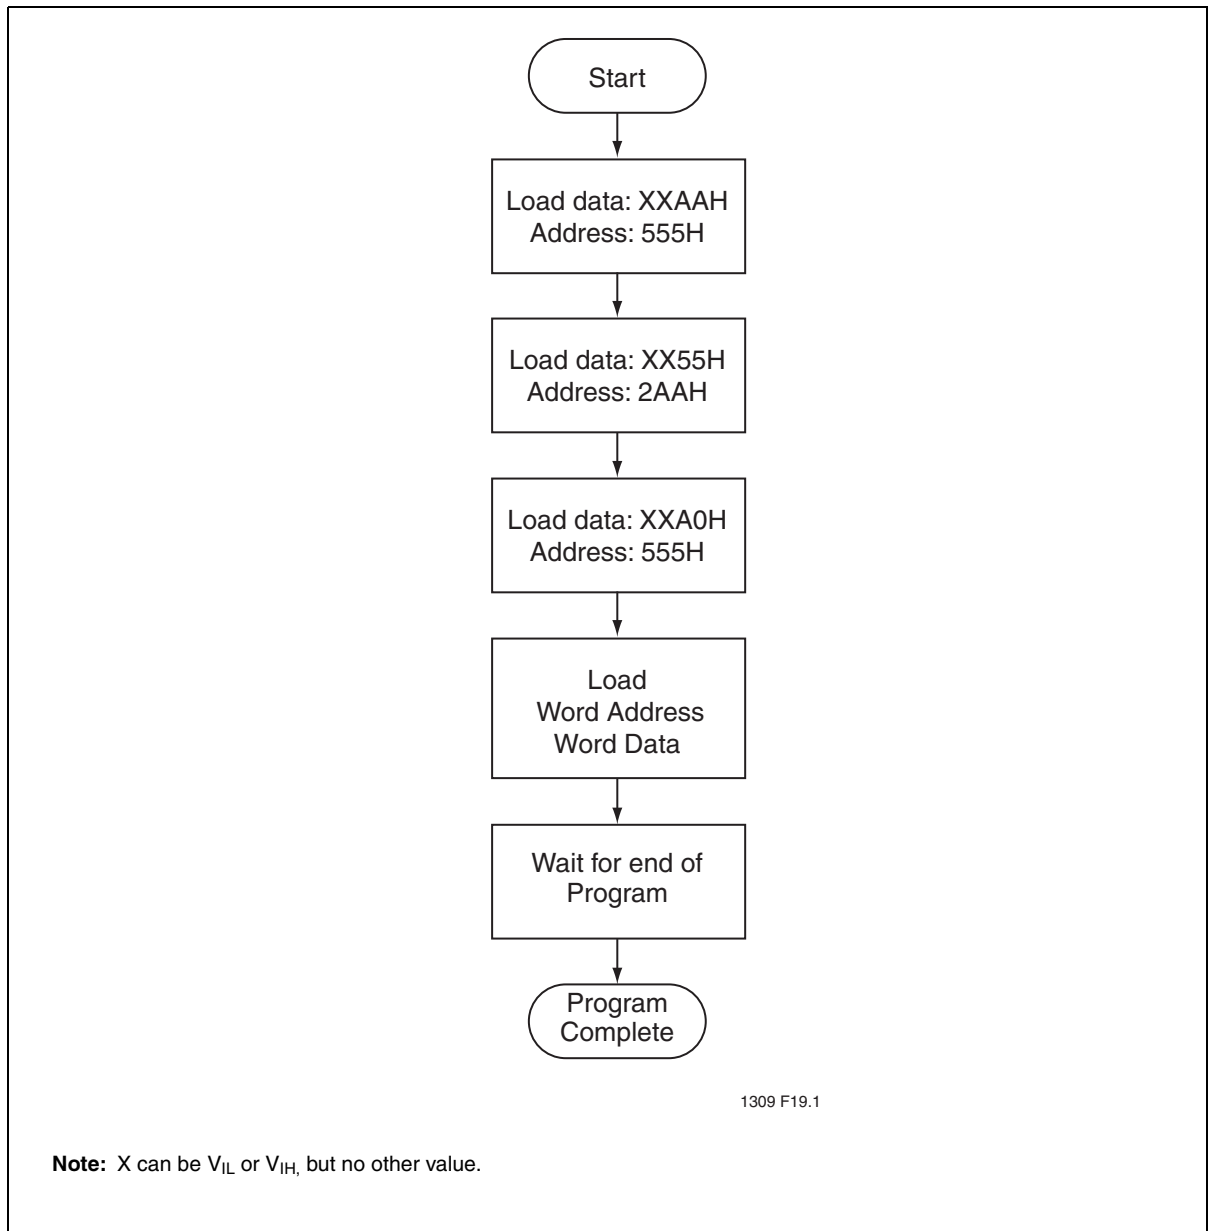 Start
Load data: XXAAH
Address: 555H
Load data: XX55H
Address: 2AAH
Load data: XXA0H
Address: 555H
Load
Word Address
Word Data
Wait for end of
Program
Program
Complete
1309 F19.1
Note: X can be VIL or VIH, but no other value.